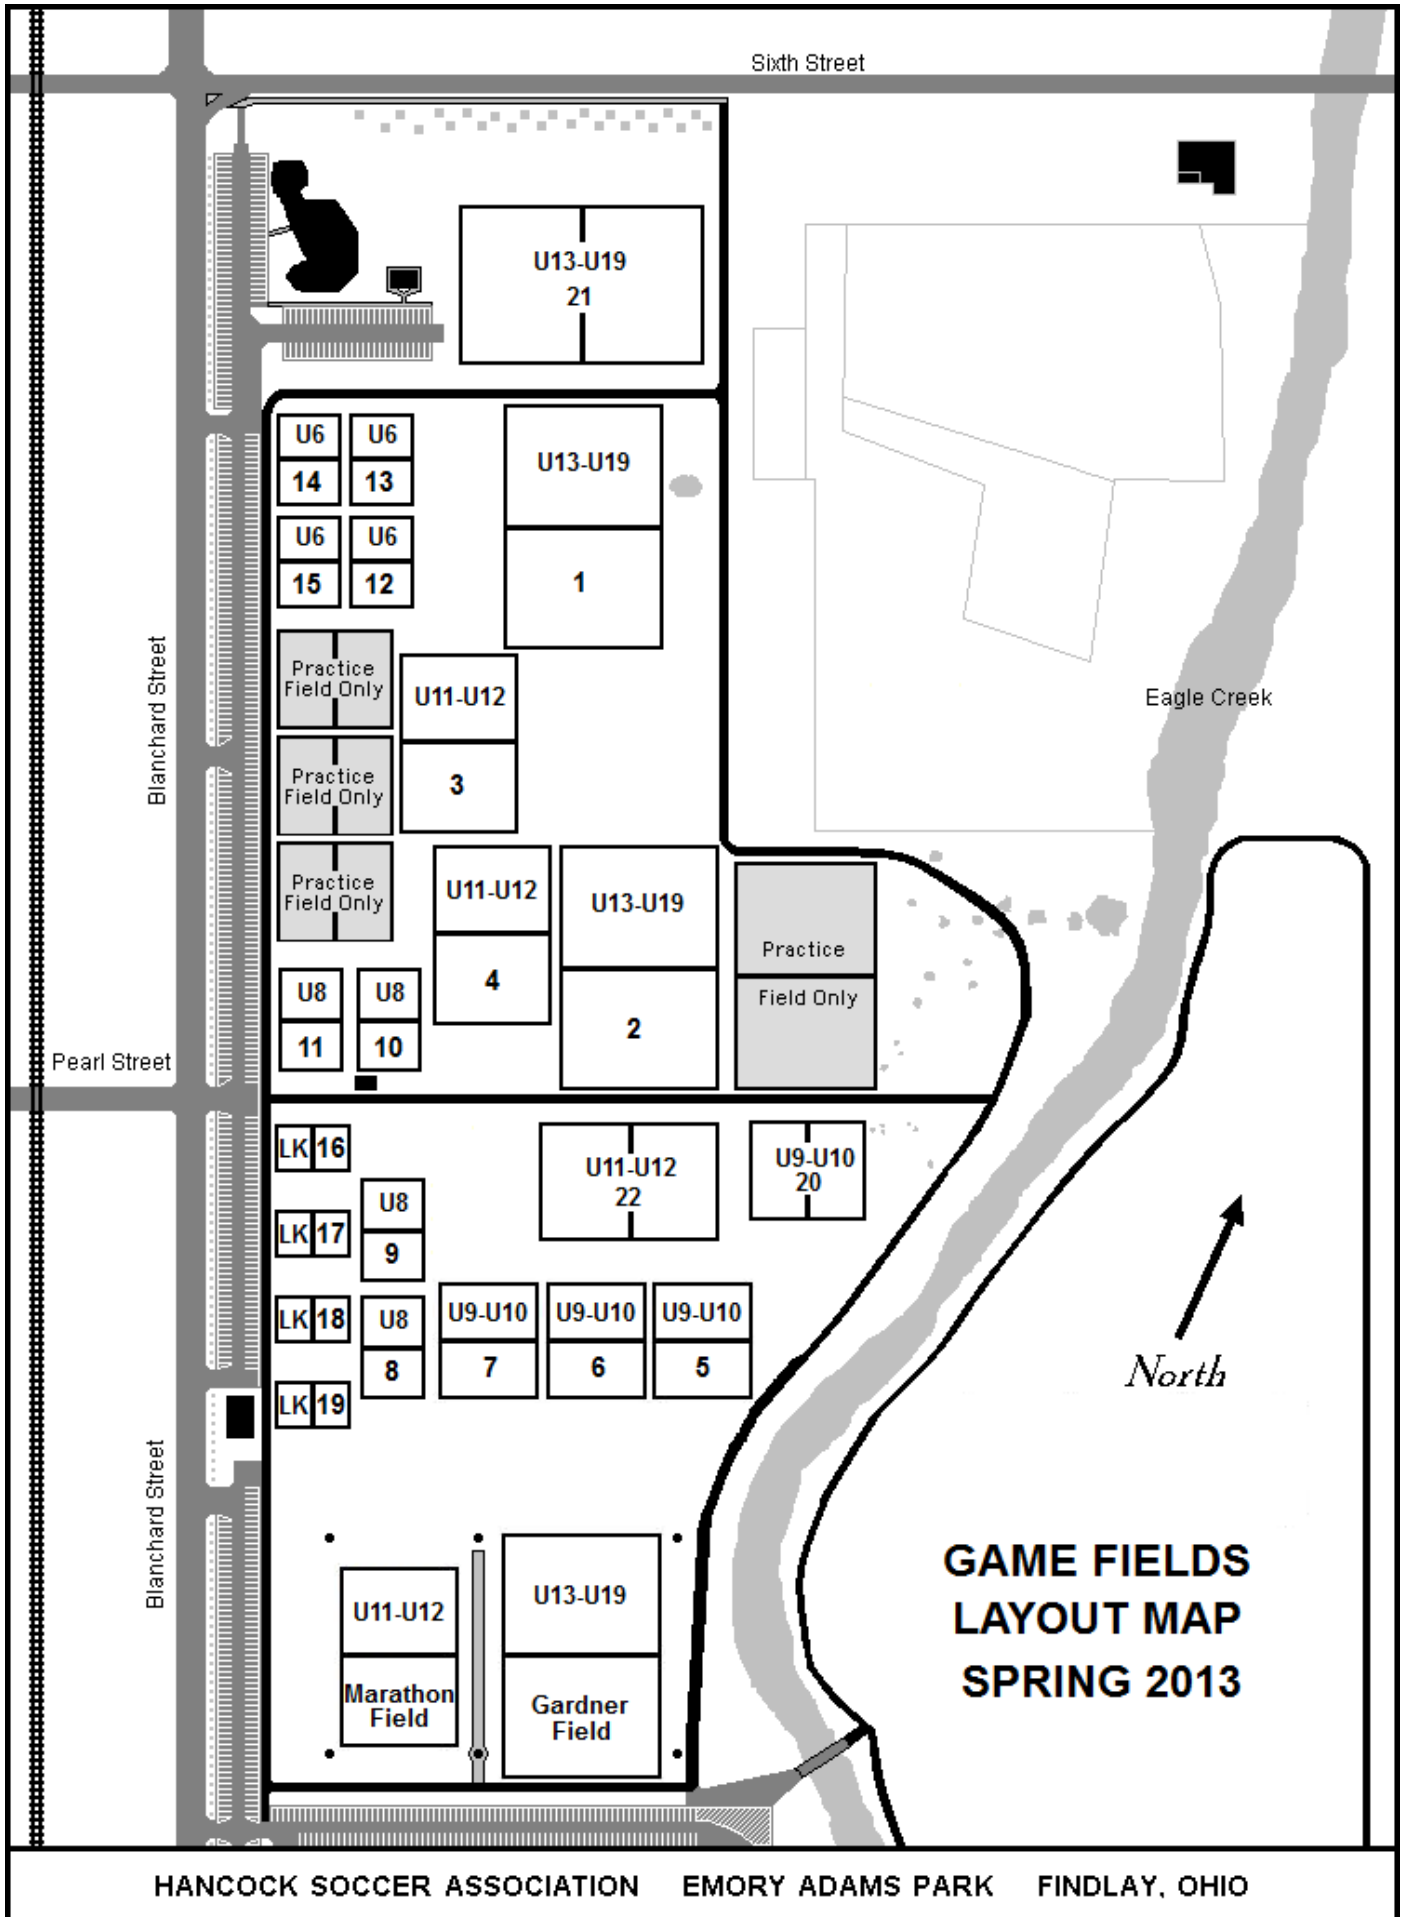 Sixth Street
U13-U19
21
U6
U6
14
13
U13-U19
U6
U6
15
12
1
Practice
Field Only
U11-U12
Blanchard Street
Eagle Creek
Practice
Field Only
3
Practice
Field Only
U11-U12
U13-U19
Practice
Field Only
4
2
U8
U8
11
10
Pearl Street
LK 16
U11-U12
22
U9-U10
20
LK 17
U8
9
LK 18
U8
8
U9-U10
U9-U10
U9-U10
7
6
5
LK 19
North
Blanchard Street
U11-U12
Marathon
Field
U13-U19
Gardner
Field
GAME FIELDS
LAYOUT MAP
SPRING 2013
HANCOCK SOCCER ASSOCIATION EMORY ADAMS PARK FINDLAY, OHIO